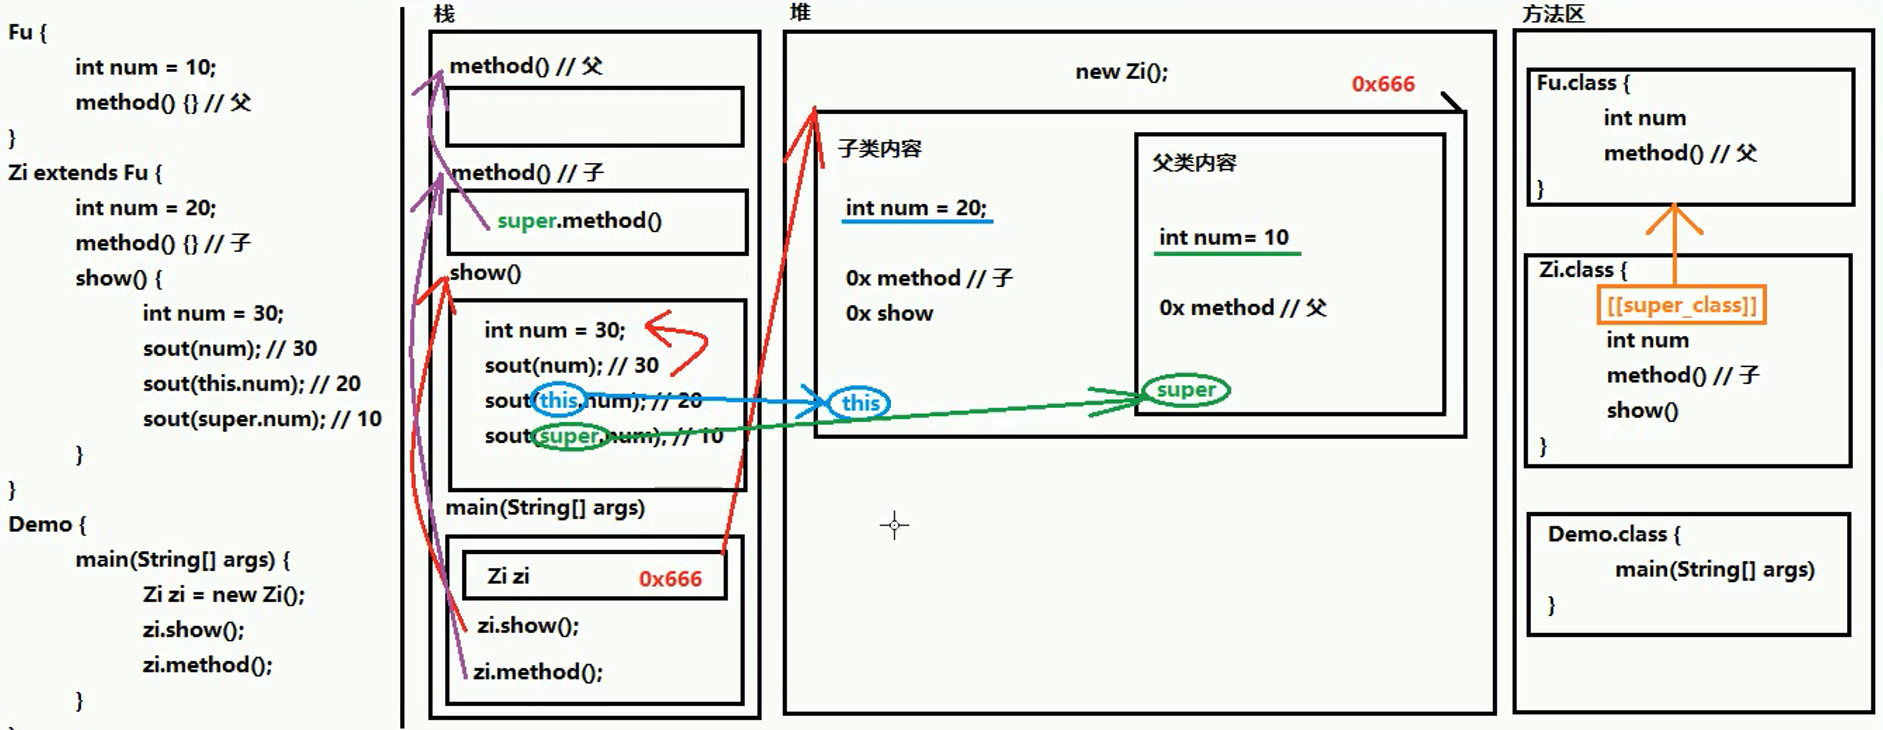 Fu {
int num = 10;
method() {} // 父
}
Zi extends Fu {
int num = 20;
method() {} // 子
show() {
int num = 30;
sout(num); // 30
sout(this.num); // 20
sout(super.num); // 10
}
}
Demo {
main(String[] args) {
Zi zi = new Zi();
zi.show();
zi.method();
}
栈
method() // 父
method() // 子
super.method()
show()
int num = 30;
sout(num); // 30
sout(this.num); // 20
sout(super.num); // 10
main(String[] args)
Zi zi 0x666
zi.show();
zi.method();
堆
new Zi();
0x666
子类内容
int num = 20;
0x method // 子
0x show
this
父类内容
int num= 10
0x method // 父
super
方法区
Fu.class {
int num
method() // 父
}
Zi.class {
[[super_class]]
int num
method() // 子
show()
}
Demo.class {
main(String[] args)
}